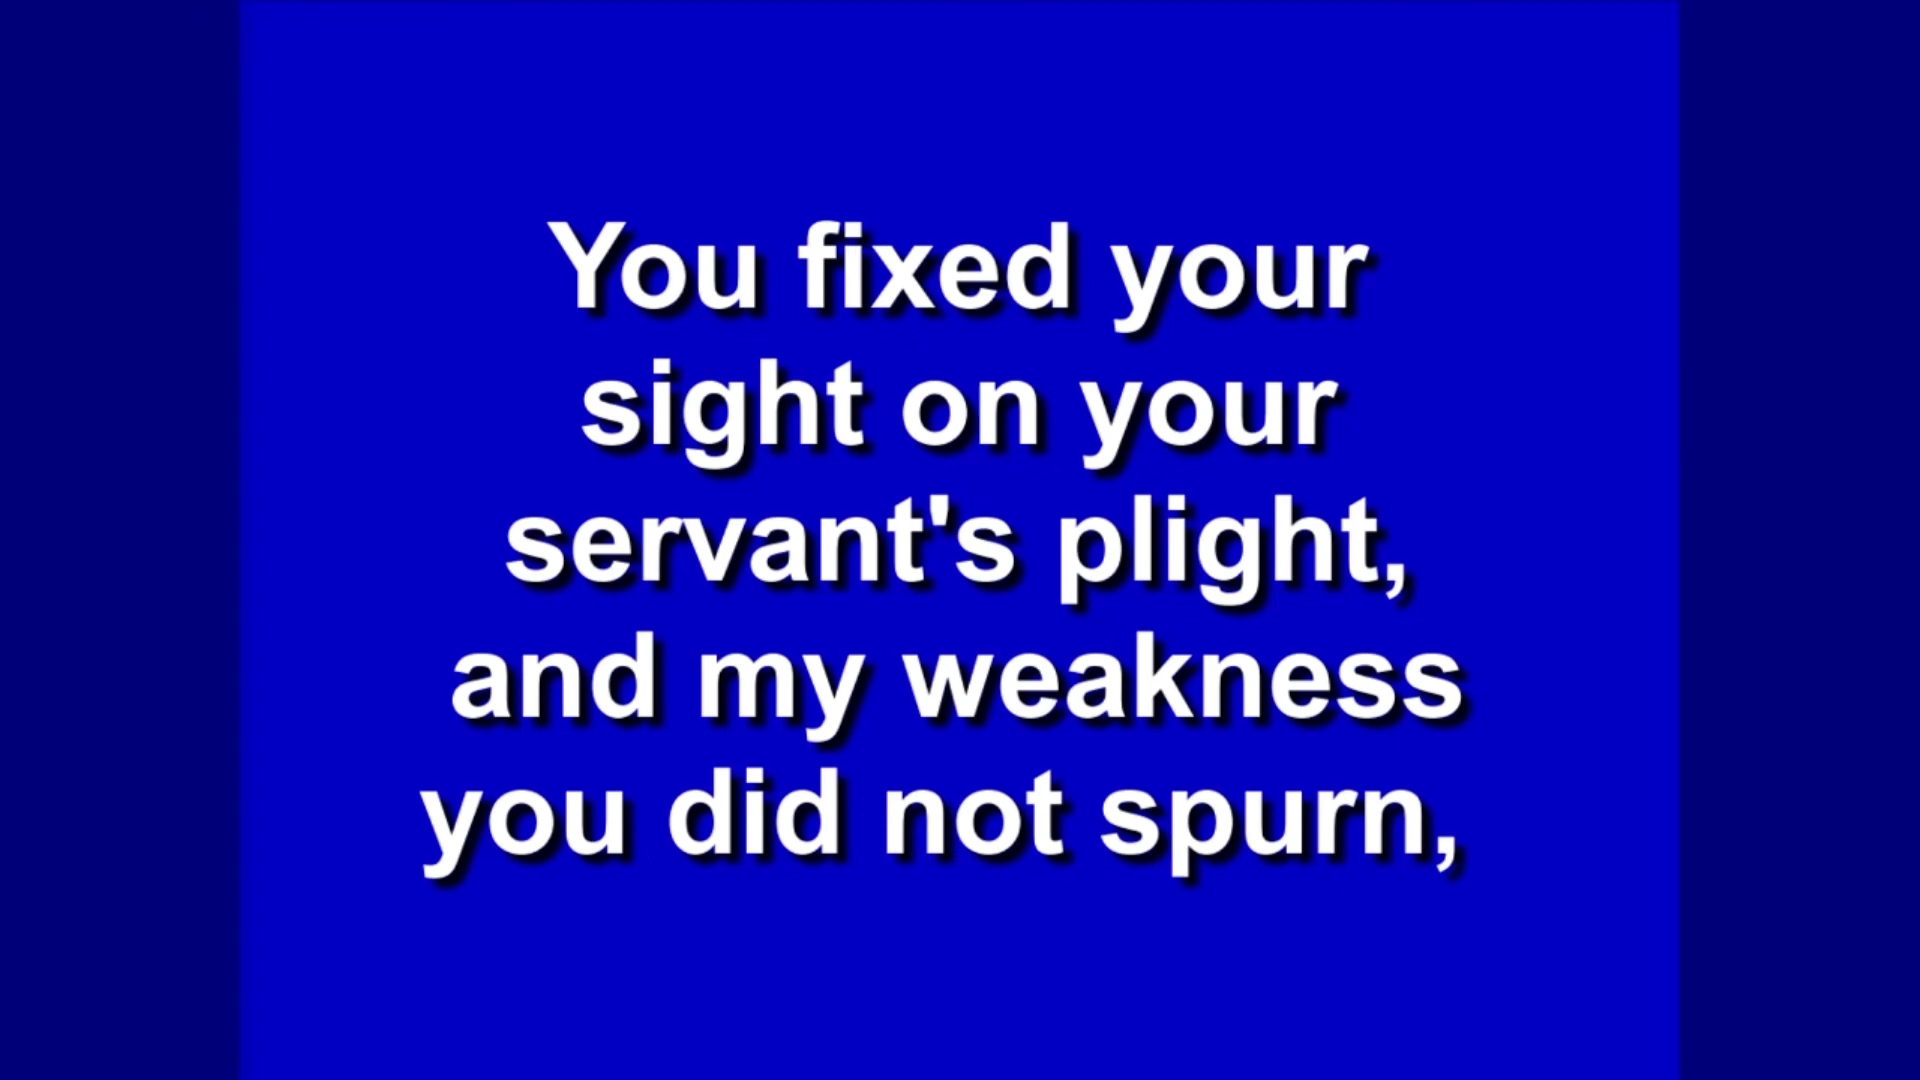 You fixed your
sight on your
servant's plight,
and my weakness
you did not spurn,